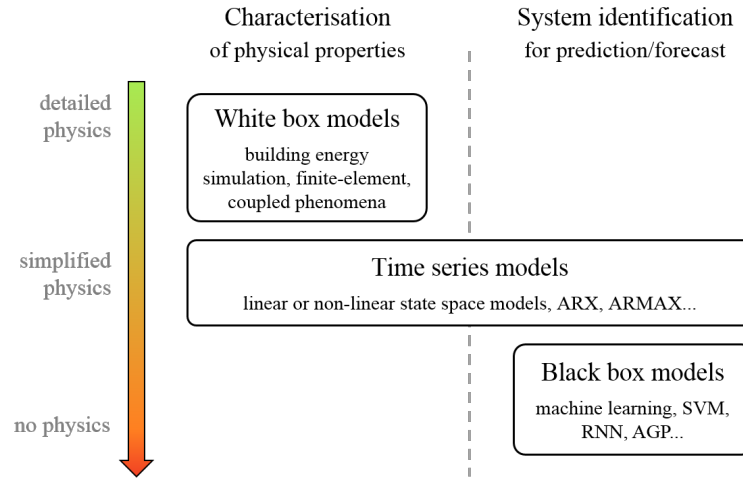 Characterisation
of physical properties
System identification
for prediction/forecast
detailed
physics
White box models
building energy
simulation, finite-element,
coupled phenomena
simplified
physics
Time series models
linear or non-linear state space models, ARX, ARMAX...
no physics
Black box models
machine learning, SVM,
RNN, AGP...